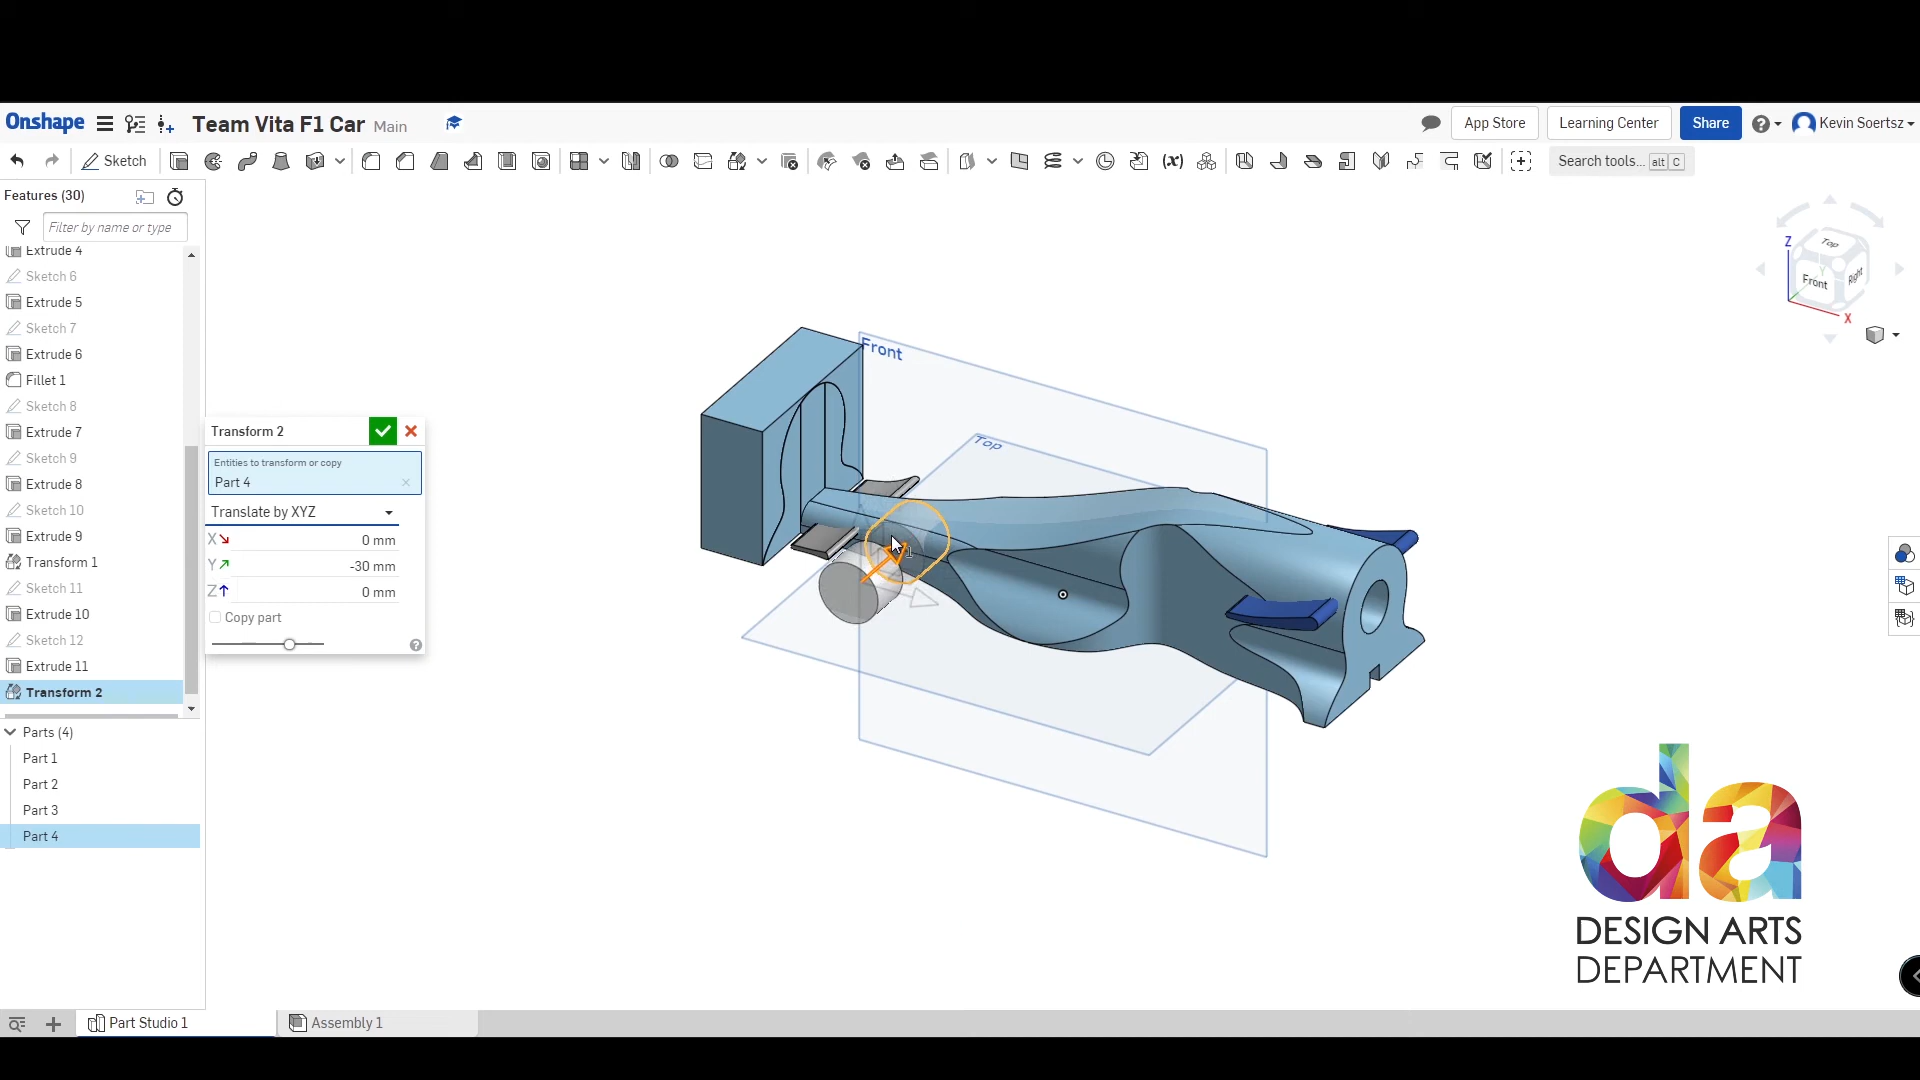 Onshape
Team Vita F1 Car Main
App Store
Learning Center
Share
Kevin Soertsz
Sketch
Search tools... alt C
Features (30)
Filter by name or type
Extrude 4
Sketch 6
Extrude 5
Sketch 7
Extrude 6
Fillet 1
Sketch 8
Extrude 7
Sketch 9
Extrude 8
Sketch 10
Extrude 9
Transform 1
Sketch 11
Extrude 10
Sketch 12
Extrude 11
Transform 2
Parts (4)
Part 1
Part 2
Part 3
Part 4
Transform 2
Entities to transform or copy
Part 4
Translate by XYZ
X 0 mm
Y -30 mm
Z 0 mm
Copy part
Front
Top
Z
Top
Front
Right
Y
X
da
DESIGN ARTS
DEPARTMENT
Part Studio 1
Assembly 1